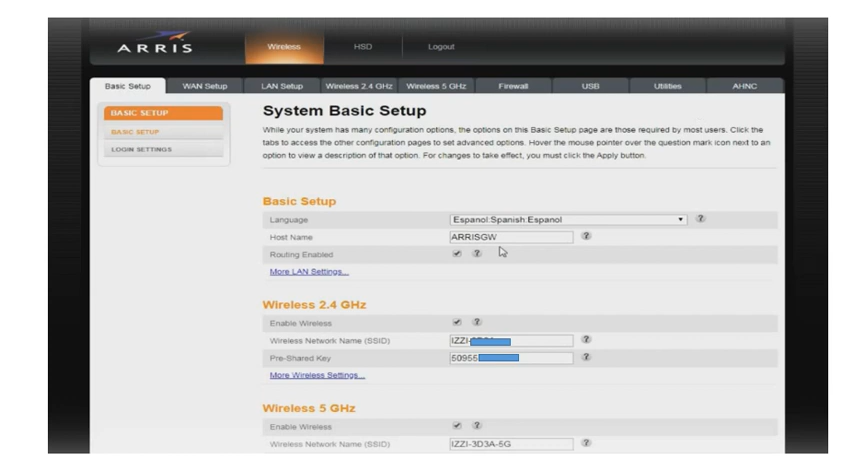 ARRIS
Wireless HSD Logout
Basic Setup WAN Setup LAN Setup Wireless 2.4 GHz Wireless 5 GHz Firewall USB Utilities AHNC
BASIC SETUP
BASIC SETUP
LOGIN SETTINGS
System Basic Setup
While your system has many configuration options, the options on this Basic Setup page are those required by most users. Click the
tabs to access the other configuration pages to set advanced options. Hover the mouse pointer over the question mark icon next to an
option to view a description of that option. For changes to take effect, you must click the Apply button.
Basic Setup
Language Espanol:Spanish:Espanol
Host Name ARRISGW
Routing Enabled
More LAN Settings...
Wireless 2.4 GHz
Enable Wireless
Wireless Network Name (SSID) IZZI-
Pre-Shared Key 50955
More Wireless Settings...
Wireless 5 GHz
Enable Wireless
Wireless Network Name (SSID) IZZI-3D3A-5G